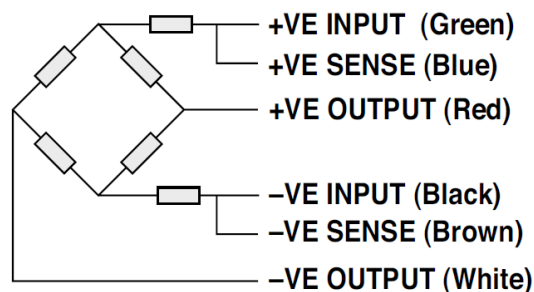 +VE INPUT (Green)
+VE SENSE (Blue)
+VE OUTPUT (Red)
–VE INPUT (Black)
–VE SENSE (Brown)
–VE OUTPUT (White)